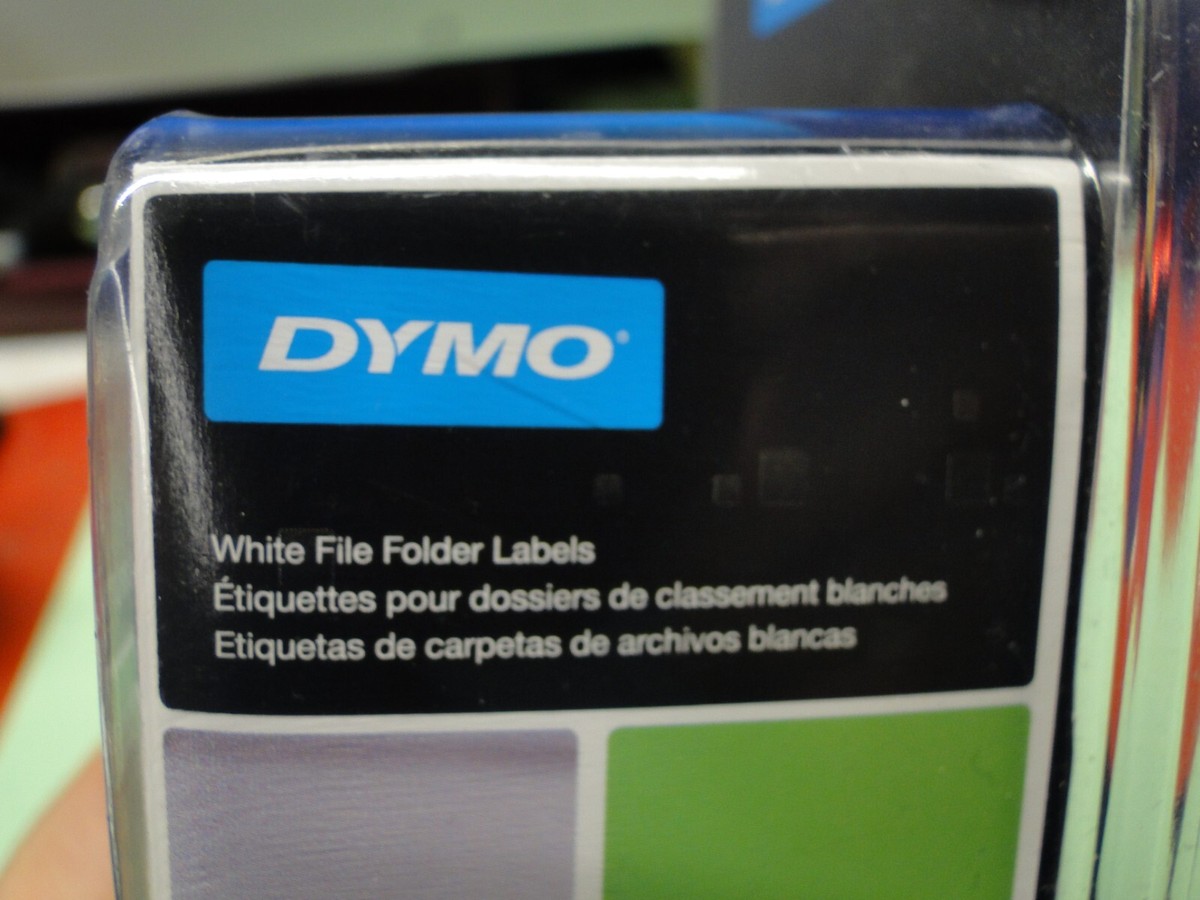 DYMO
White File Folder Labels
Étiquettes pour dossiers de classement blanches
Etiquetas de carpetas de archivos blancas